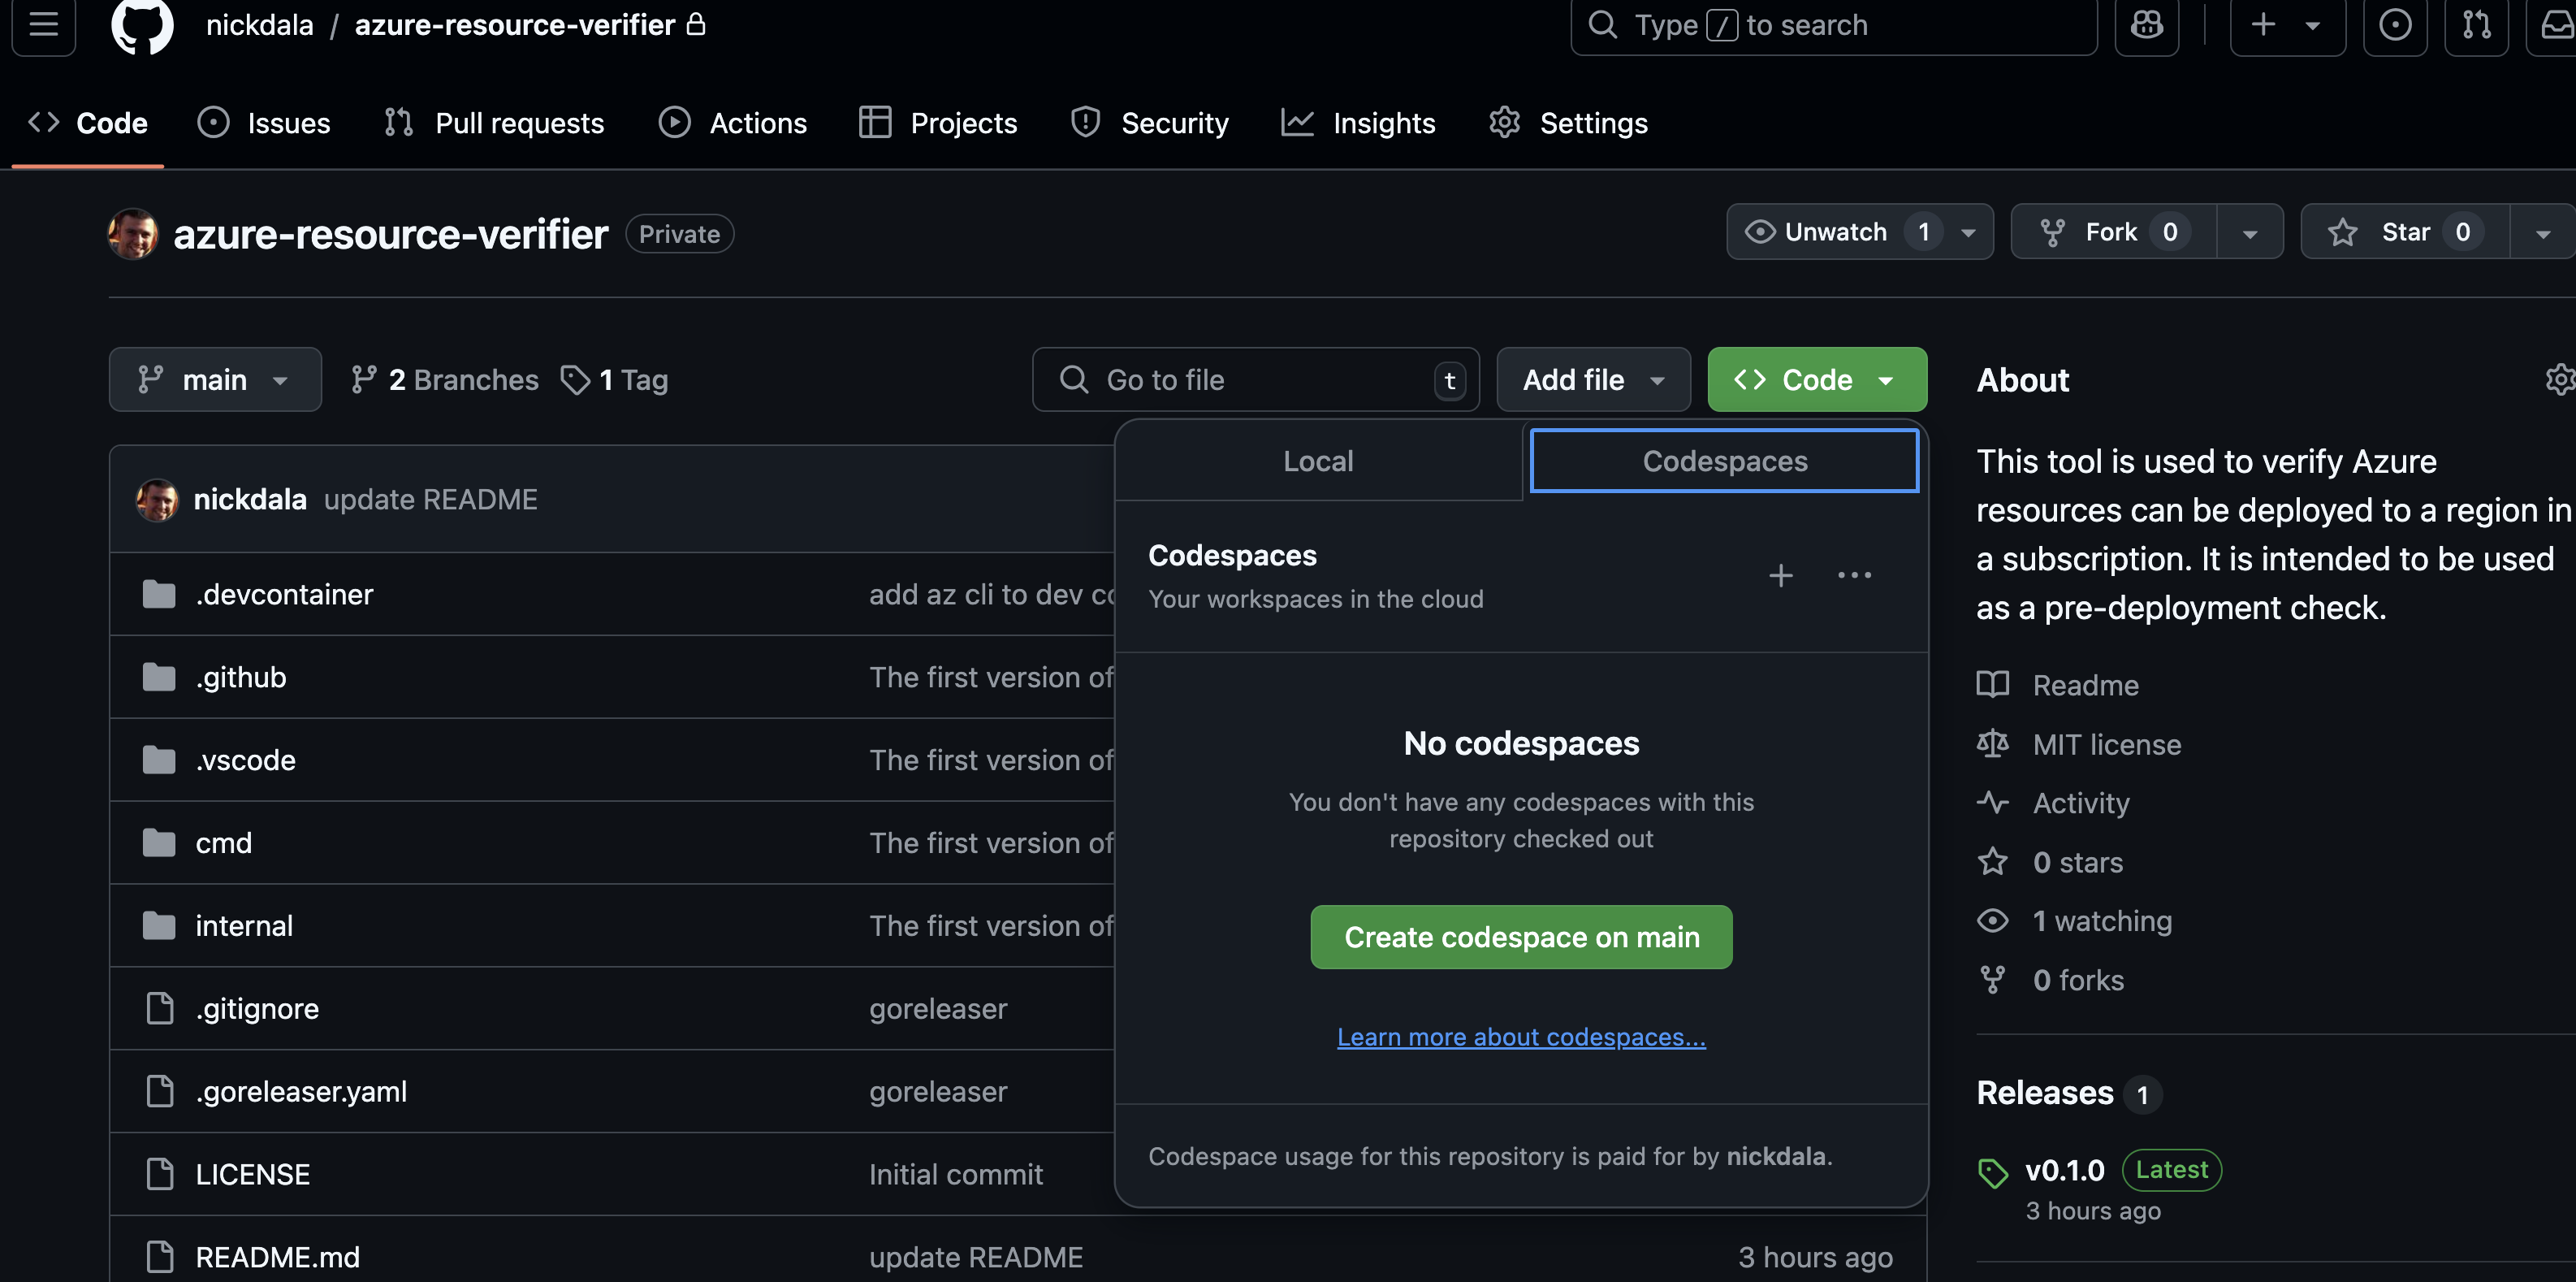 nickdala / azure-resource-verifier
Type / to search
Code
Issues
Pull requests
Actions
Projects
Security
Insights
Settings
azure-resource-verifier
Private
Unwatch 1
Fork 0
Star 0
main
2 Branches
1 Tag
Go to file
t
Add file
Code
nickdala update README
.devcontainer
add az cli to dev
.github
The first version of
.vscode
The first version of
cmd
The first version of
internal
The first version of
.gitignore
goreleaser
.goreleaser.yaml
goreleaser
LICENSE
Initial commit
README.md
update README
3 hours ago
Local
Codespaces
Codespaces
Your workspaces in the cloud
No codespaces
You don't have any codespaces with this
repository checked out
Create codespace on main
Learn more about codespaces...
Codespace usage for this repository is paid for by nickdala.
About
This tool is used to verify Azure
resources can be deployed to a region in
a subscription. It is intended to be used
as a pre-deployment check.
Readme
MIT license
Activity
0 stars
1 watching
0 forks
Releases 1
v0.1.0
Latest
3 hours ago